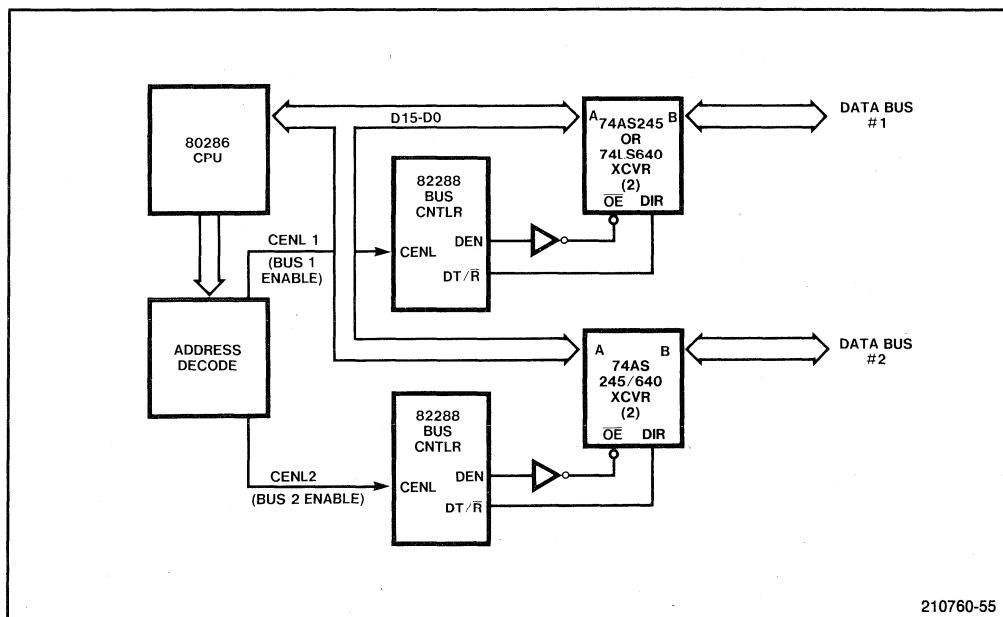 80286
CPU
D15-D0
A 74AS245 B
OR
74LS640
XCVR
(2)
O̅E̅ DIR
DATA BUS
#1
82288
BUS
CNTLR
CENL
DEN
DT/R̅
CENL 1
(BUS 1
ENABLE)
ADDRESS
DECODE
A B
74AS
245/640
XCVR
(2)
O̅E̅ DIR
DATA BUS
#2
82288
BUS
CNTLR
CENL
DEN
DT/R̅
CENL2
(BUS 2 ENABLE)
210760-55